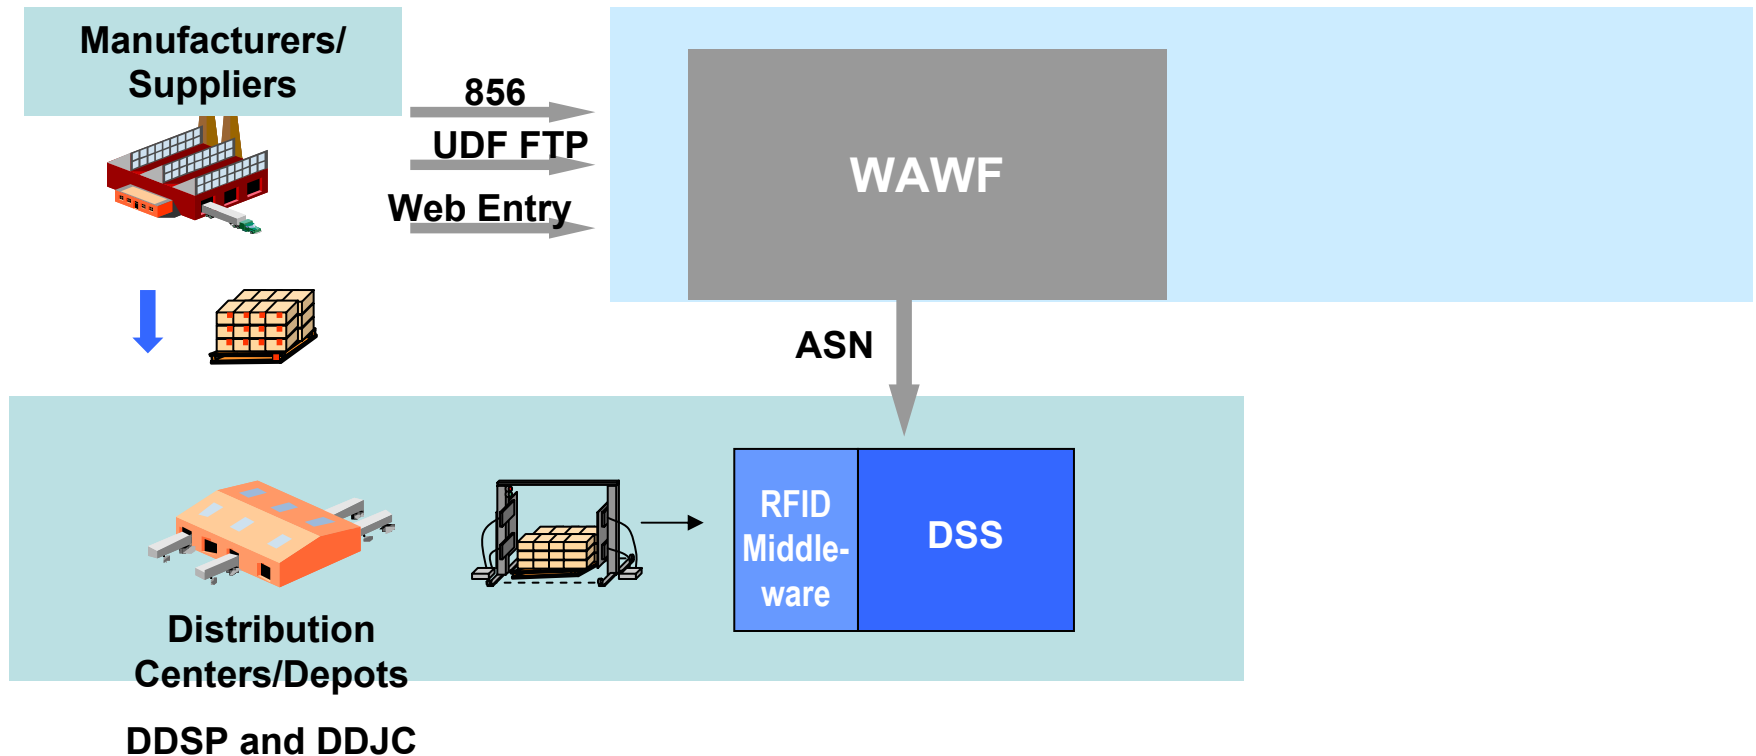 Manufacturers/
Suppliers
856
UDF FTP
Web Entry
WAWF
ASN
RFID
Middle-
ware
DSS
Distribution
Centers/Depots
DDSP and DDJC